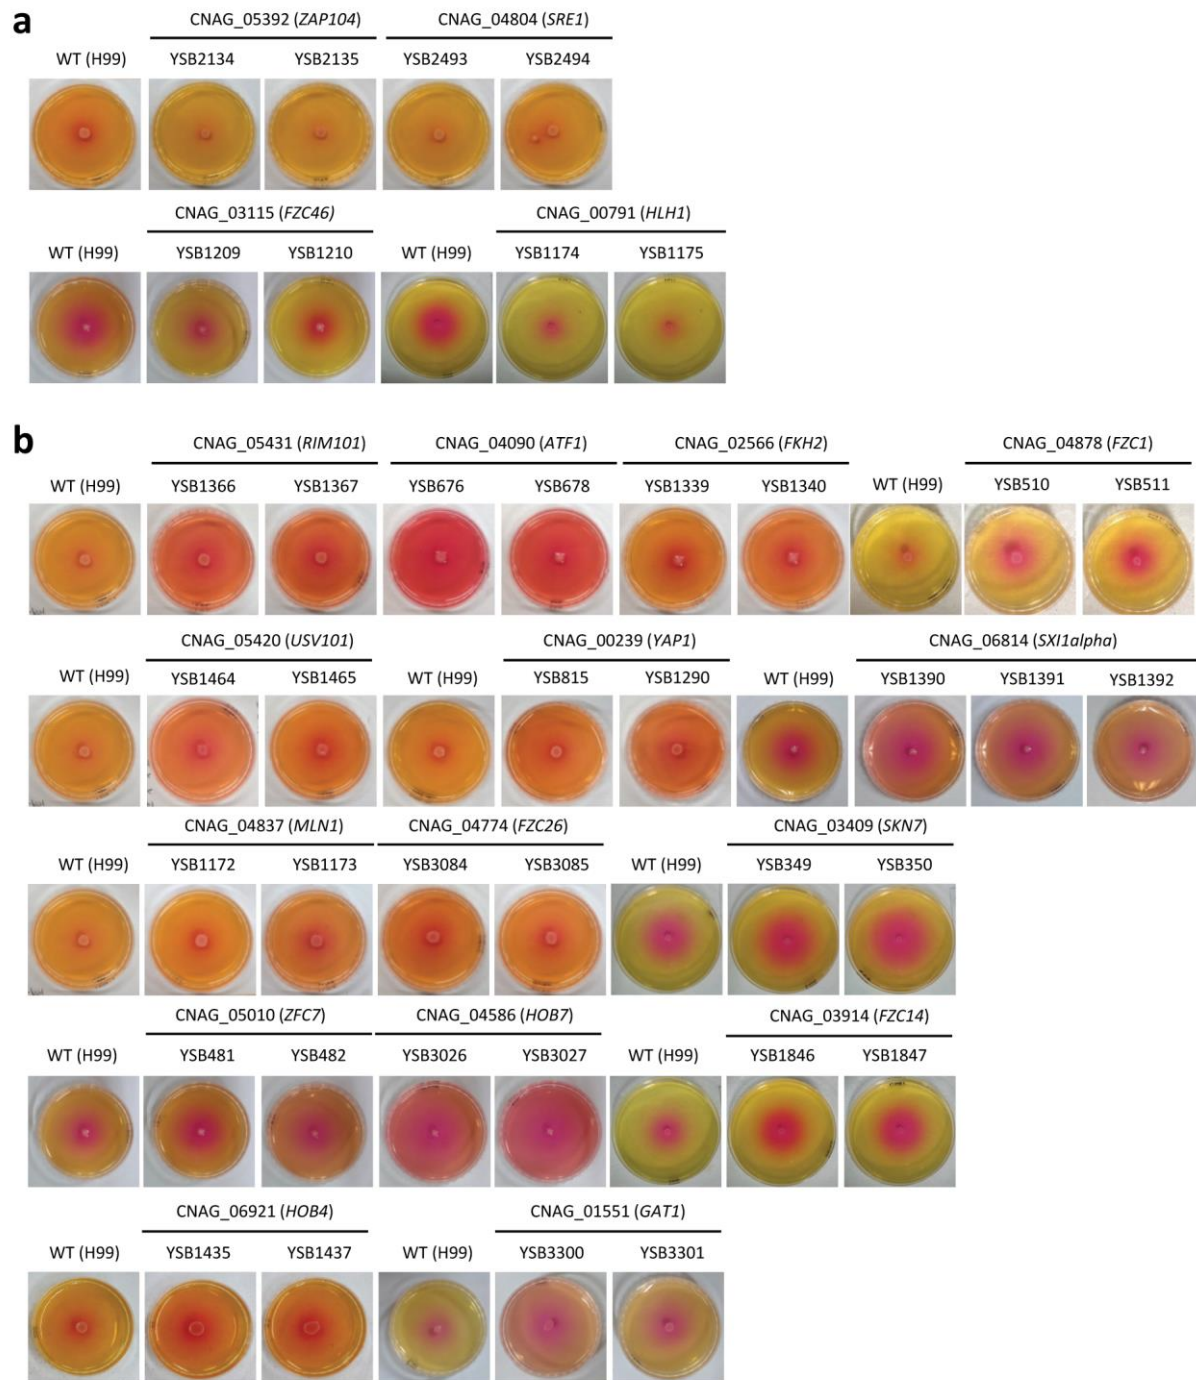 a
CNAG_05392 (ZAP104) CNAG_04804 (SRE1)
WT (H99) YSB2134 YSB2135 YSB2493 YSB2494
CNAG_03115 (FZC46) CNAG_00791 (HLH1)
WT (H99) YSB1209 YSB1210 WT (H99) YSB1174 YSB1175
b
CNAG_05431 (RIM101) CNAG_04090 (ATF1) CNAG_02566 (FKH2) CNAG_04878 (FZC1)
WT (H99) YSB1366 YSB1367 YSB676 YSB678 YSB1339 YSB1340 WT (H99) YSB510 YSB511
CNAG_05420 (USV101) CNAG_00239 (YAP1) CNAG_06814 (SXI1alpha)
WT (H99) YSB1464 YSB1465 WT (H99) YSB815 YSB1290 WT (H99) YSB1390 YSB1391 YSB1392
CNAG_04837 (MLN1) CNAG_04774 (FZC26) CNAG_03409 (SKN7)
WT (H99) YSB1172 YSB1173 YSB3084 YSB3085 WT (H99) YSB349 YSB350
CNAG_05010 (ZFC7) CNAG_04586 (HOB7) CNAG_03914 (FZC14)
WT (H99) YSB481 YSB482 YSB3026 YSB3027 WT (H99) YSB1846 YSB1847
CNAG_06921 (HOB4) CNAG_01551 (GAT1)
WT (H99) YSB1435 YSB1437 WT (H99) YSB3300 YSB3301